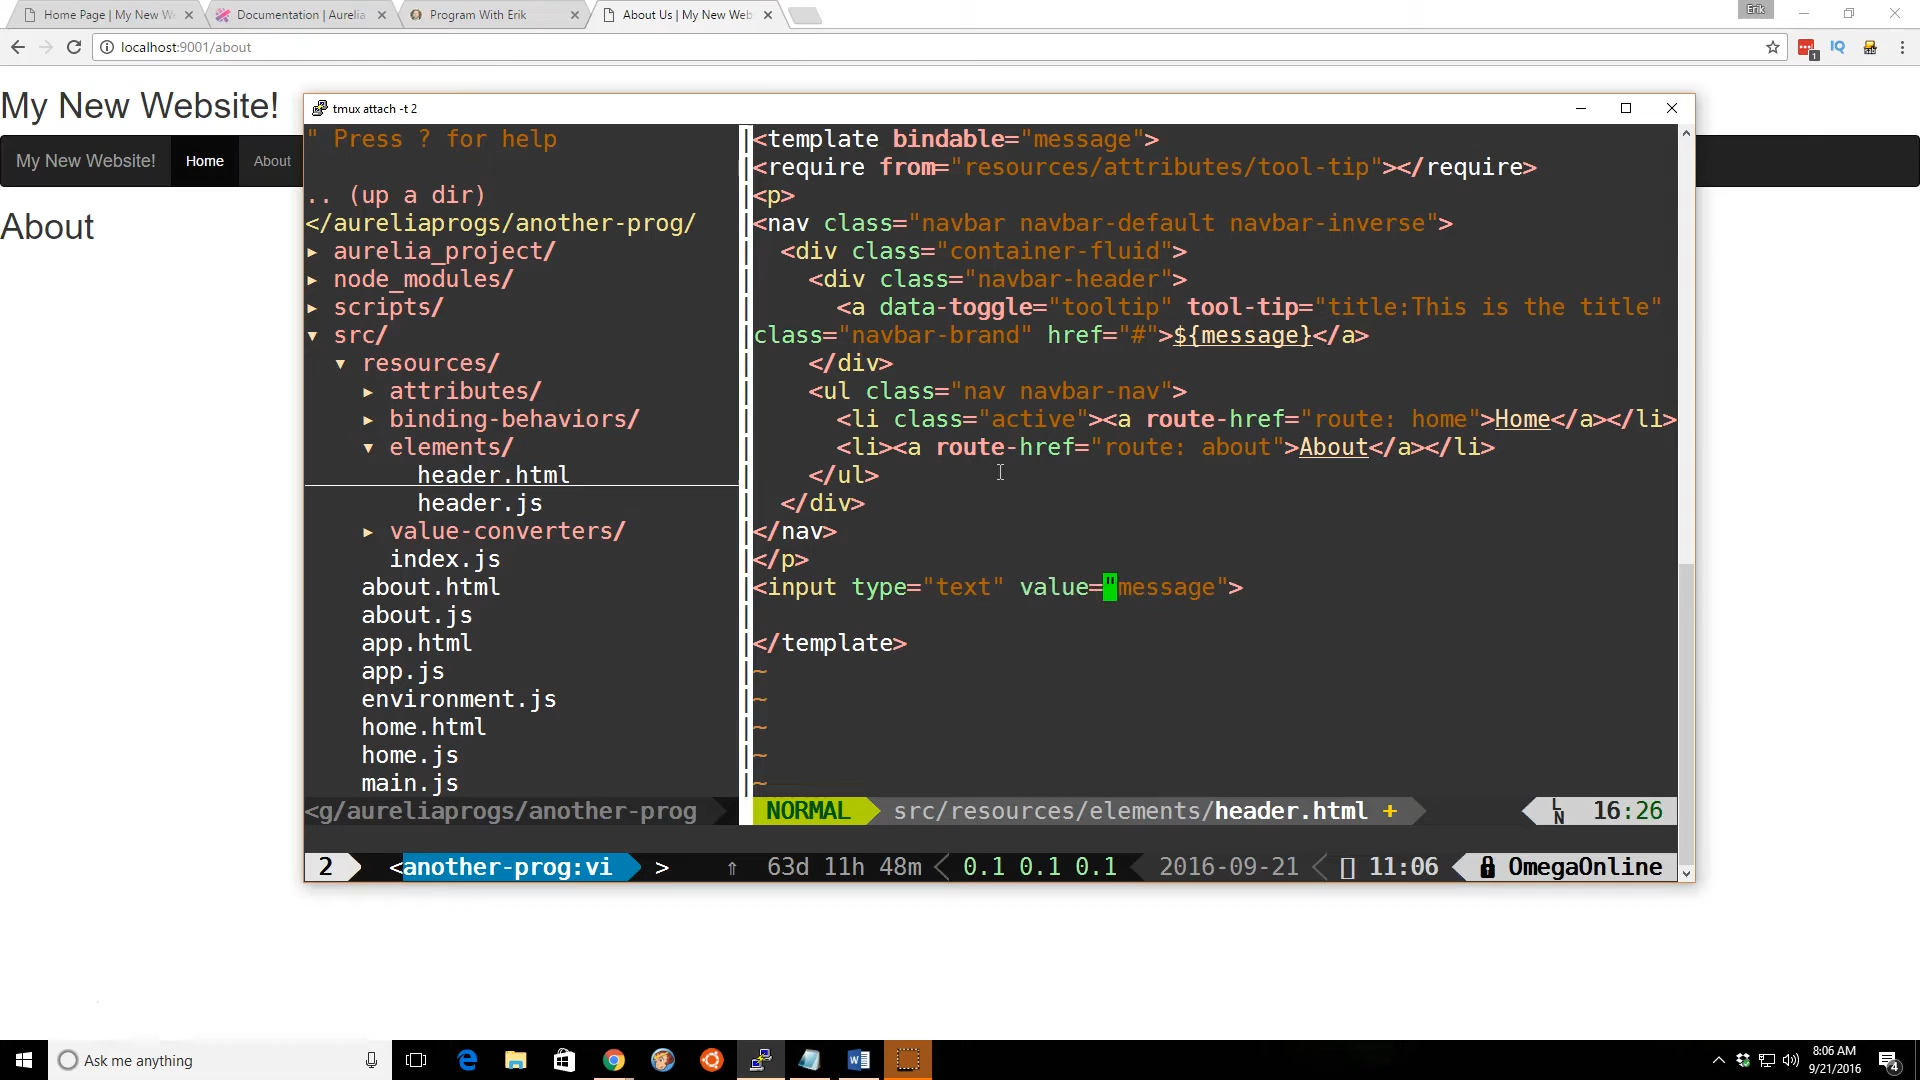 Home Page | My New We
Documentation | Aurelia
Program With Erik
About Us | My New Web
Erik
localhost:9001/about
1
IQ
My New Website!
My New Website! Home About
About
tmux attach -t 2
" Press ? for help
.. (up a dir)
</aureliaprogs/another-prog/
▸ aurelia_project/
▸ node_modules/
▸ scripts/
▾ src/
▾ resources/
▸ attributes/
▸ binding-behaviors/
▾ elements/
header.html
header.js
▸ value-converters/
index.js
about.html
about.js
app.html
app.js
environment.js
home.html
home.js
main.js
<g/aureliaprogs/another-prog
<template bindable="message">
<require from="resources/attributes/tool-tip"></require>
<p>
<nav class="navbar navbar-default navbar-inverse">
<div class="container-fluid">
<div class="navbar-header">
<a data-toggle="tooltip" tool-tip="title:This is the title"
class="navbar-brand" href="#">${message}</a>
</div>
<ul class="nav navbar-nav">
<li class="active"><a route-href="route: home">Home</a></li>
<li><a route-href="route: about">About</a></li>
</ul>
</div>
</nav>
</p>
<input type="text" value="message">
</template>
~
~
~
~
~
NORMAL src/resources/elements/header.html + LN 16:26
2 <another-prog:vi > ↑ 63d 11h 48m 0.1 0.1 0.1 2016-09-21 11:06 OmegaOnline
Ask me anything
8:06 AM
9/21/2016
4